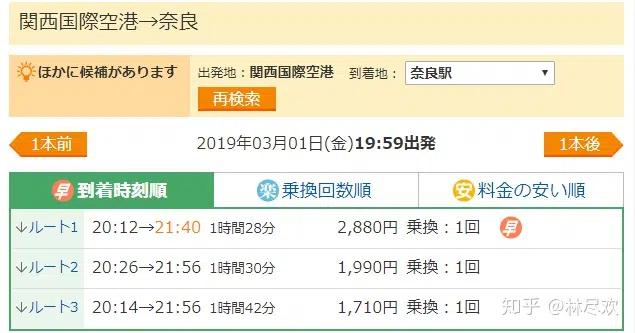 関西国際空港→奈良
ほかに候補があります 出発地：関西国際空港 到着地： 奈良駅 ▼
再検索
1本前 2019年03月01日(金)19:59出発 1本後
早 到着時刻順 楽 乗換回数順 安 料金の安い順
↓ルート1 20:12→21:40 1時間28分 2,880円 乗換：1回 早
↓ルート2 20:26→21:56 1時間30分 1,990円 乗換：1回
↓ルート3 20:14→21:56 1時間42分 1,710円 乗換：1回
知乎 @林尽欢